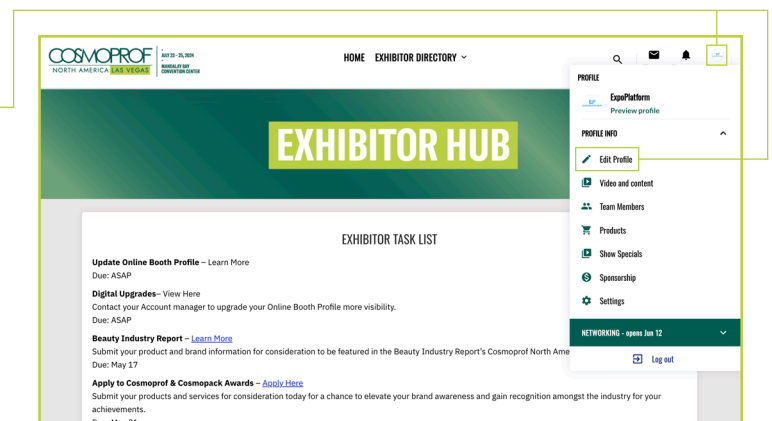 COSMOPROF
NORTH AMERICA LAS VEGAS
JULY 23 – 25, 2024
MANDALAY BAY
CONVENTION CENTER
HOME EXHIBITOR DIRECTORY
PROFILE
ExpoPlatform
Preview profile
PROFILE INFO
Edit Profile
Video and content
Team Members
Products
Show Specials
Sponsorship
Settings
NETWORKING - opens Jun 12
Log out
EXHIBITOR HUB
EXHIBITOR TASK LIST
Update Online Booth Profile – Learn More
Due: ASAP
Digital Upgrades– View Here
Contact your Account manager to upgrade your Online Booth Profile more visibility.
Due: ASAP
Beauty Industry Report – Learn More
Submit your product and brand information for consideration to be featured in the Beauty Industry Report's Cosmoprof North Ame
Due: May 17
Apply to Cosmoprof & Cosmopack Awards – Apply Here
Submit your products and services for consideration today for a chance to elevate your brand awareness and gain recognition amongst the industry for your
achievements.